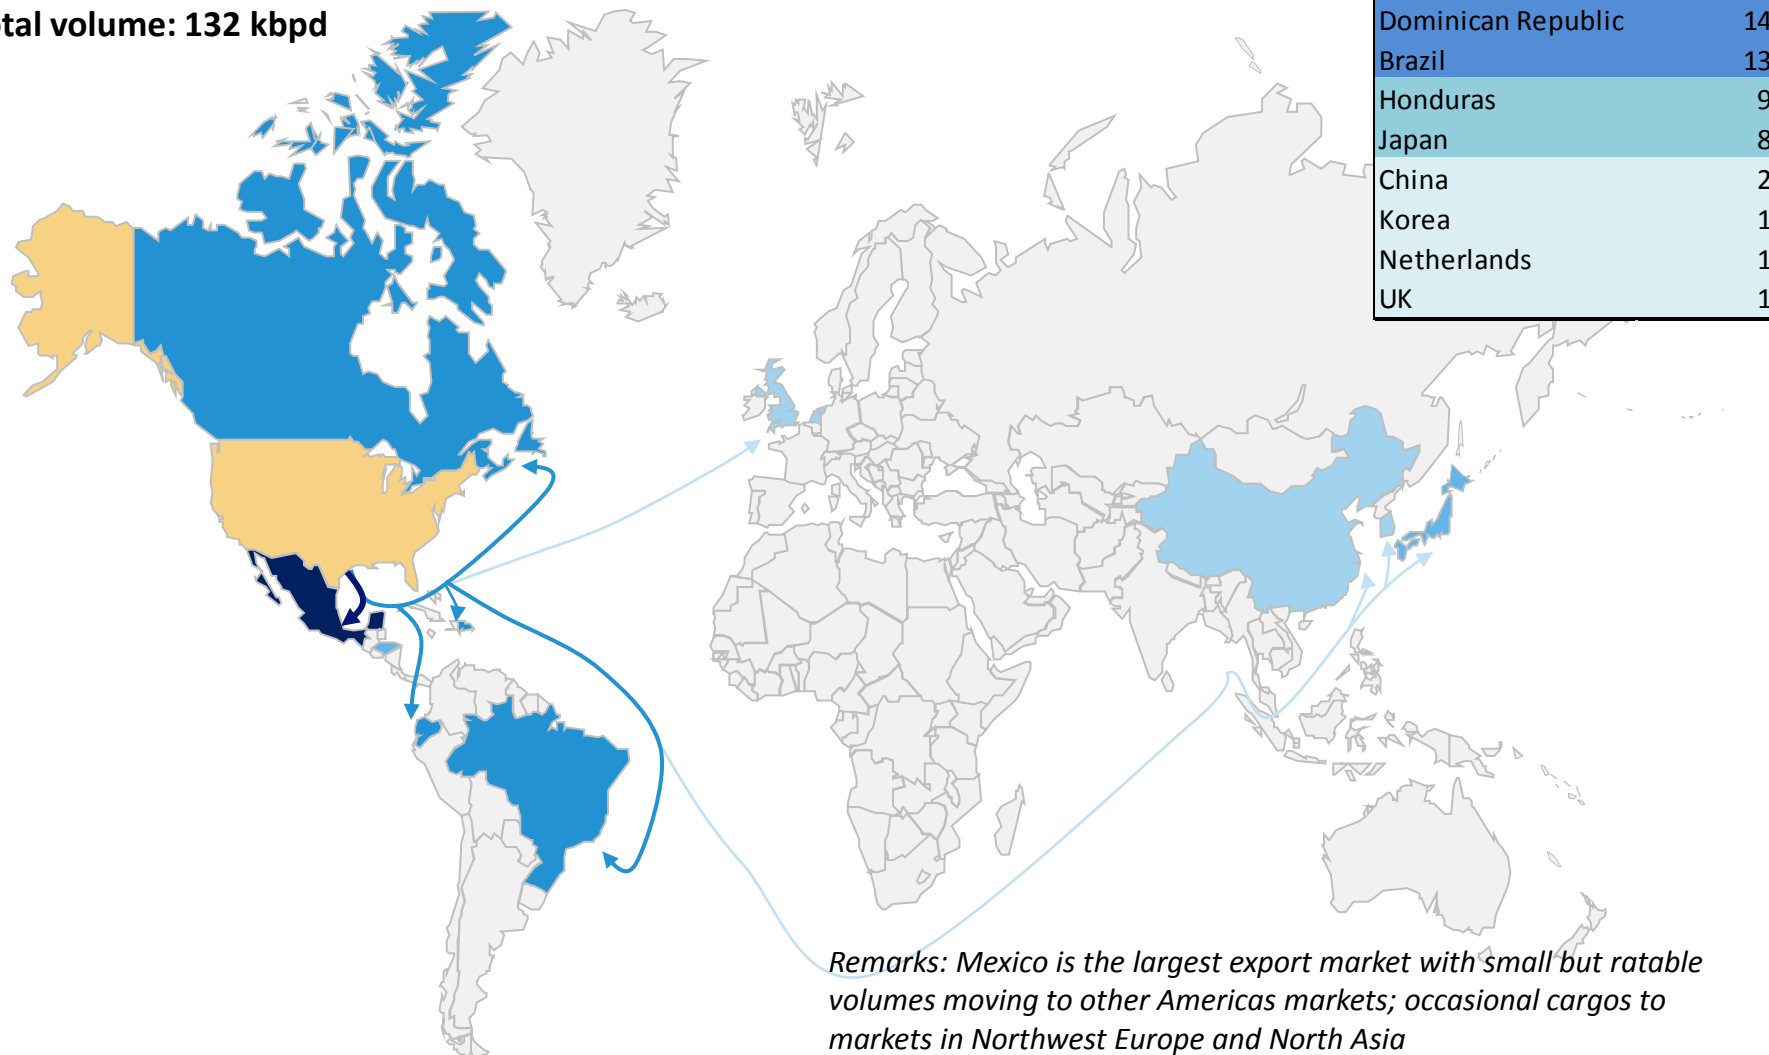 tal volume: 132 kbpd
Dominican Republic 14
Brazil 13
Honduras 9
Japan 8
China 2
Korea 1
Netherlands 1
UK 1
Remarks: Mexico is the largest export market with small but ratable
volumes moving to other Americas markets; occasional cargos to
markets in Northwest Europe and North Asia